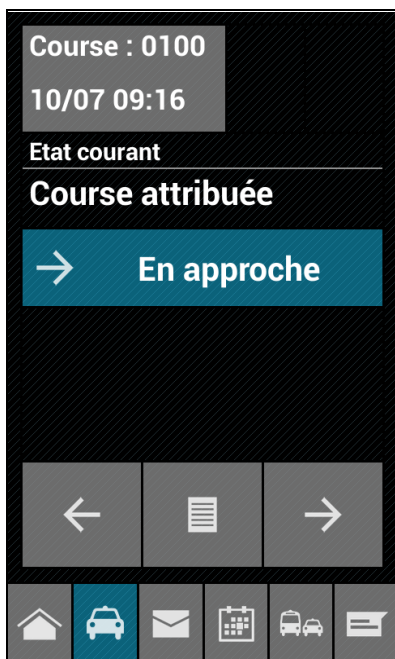 Course : 0100
10/07 09:16
Etat courant
Course attribuée
En approche